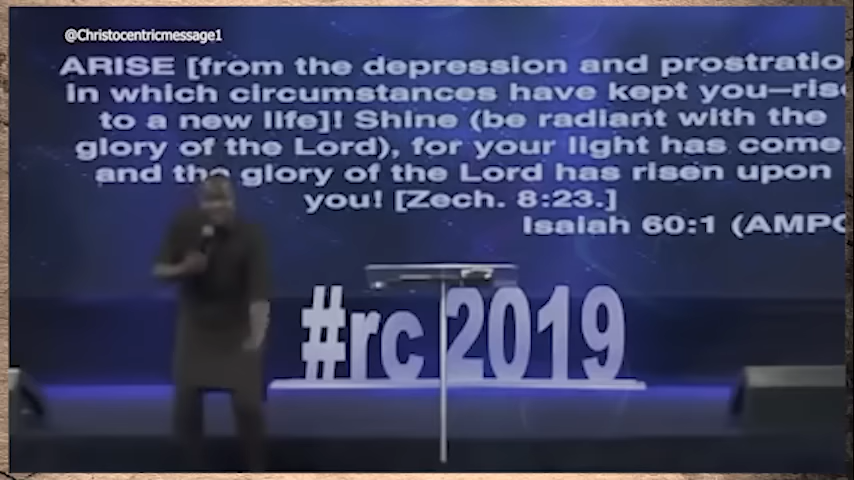 @Christocentricmessage1
ARISE [from the depression and prostratio
in which circumstances have kept you—ris
to a new life]! Shine (be radiant with the
glory of the Lord), for your light has come,
and the glory of the Lord has risen upon
you! [Zech. 8:23.]
Isaiah 60:1 (AMPC
#rc 2019